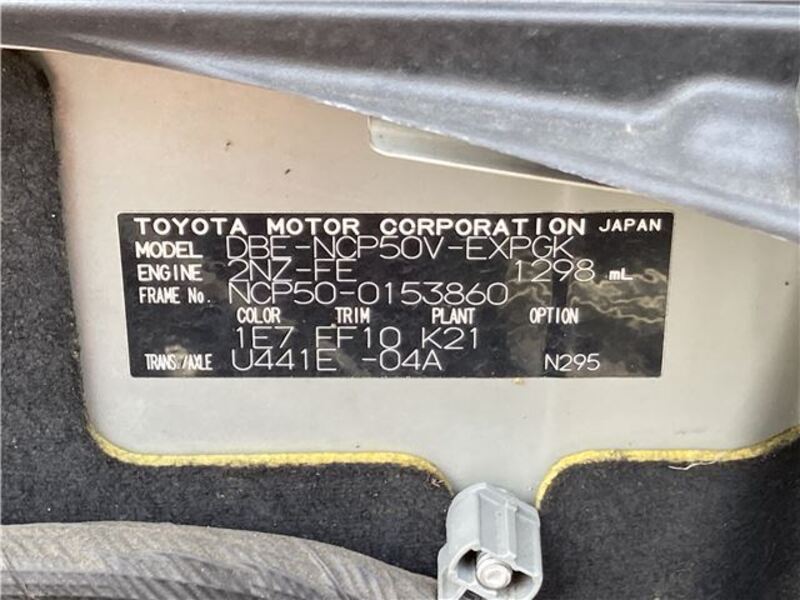 TOYOTA MOTOR CORPORATION JAPAN
MODEL DBE-NCP50V-EXPGK
ENGINE 2NZ-FE 1298 mL
FRAME No. NCP50-0153860
COLOR TRIM PLANT OPTION
1E7 FF10 K21
TRANS./AXLE U441E -04A N295